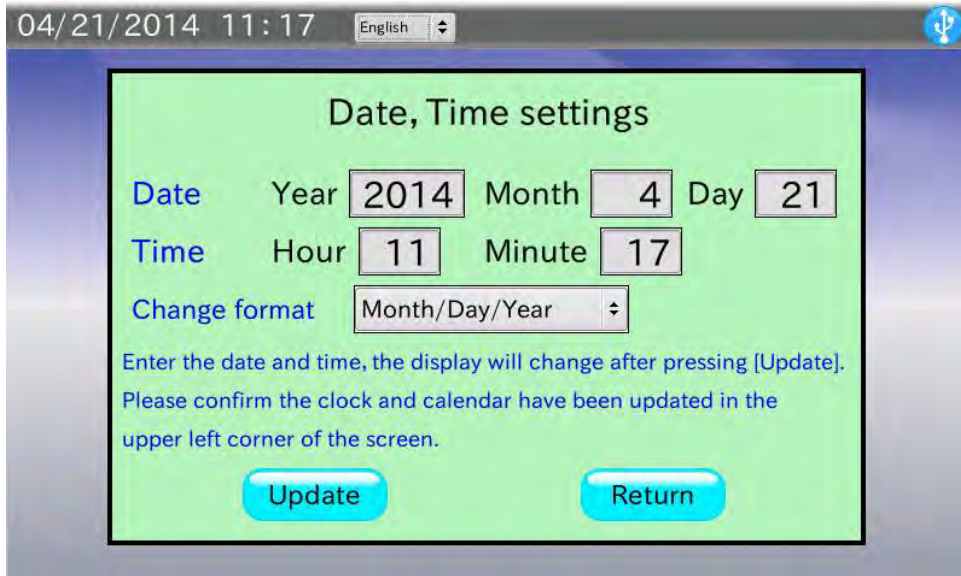 04/21/2014 11:17 English
Date, Time settings
Date Year 2014 Month 4 Day 21
Time Hour 11 Minute 17
Change format Month/Day/Year
Enter the date and time, the display will change after pressing [Update].
Please confirm the clock and calendar have been updated in the
upper left corner of the screen.
Update Return